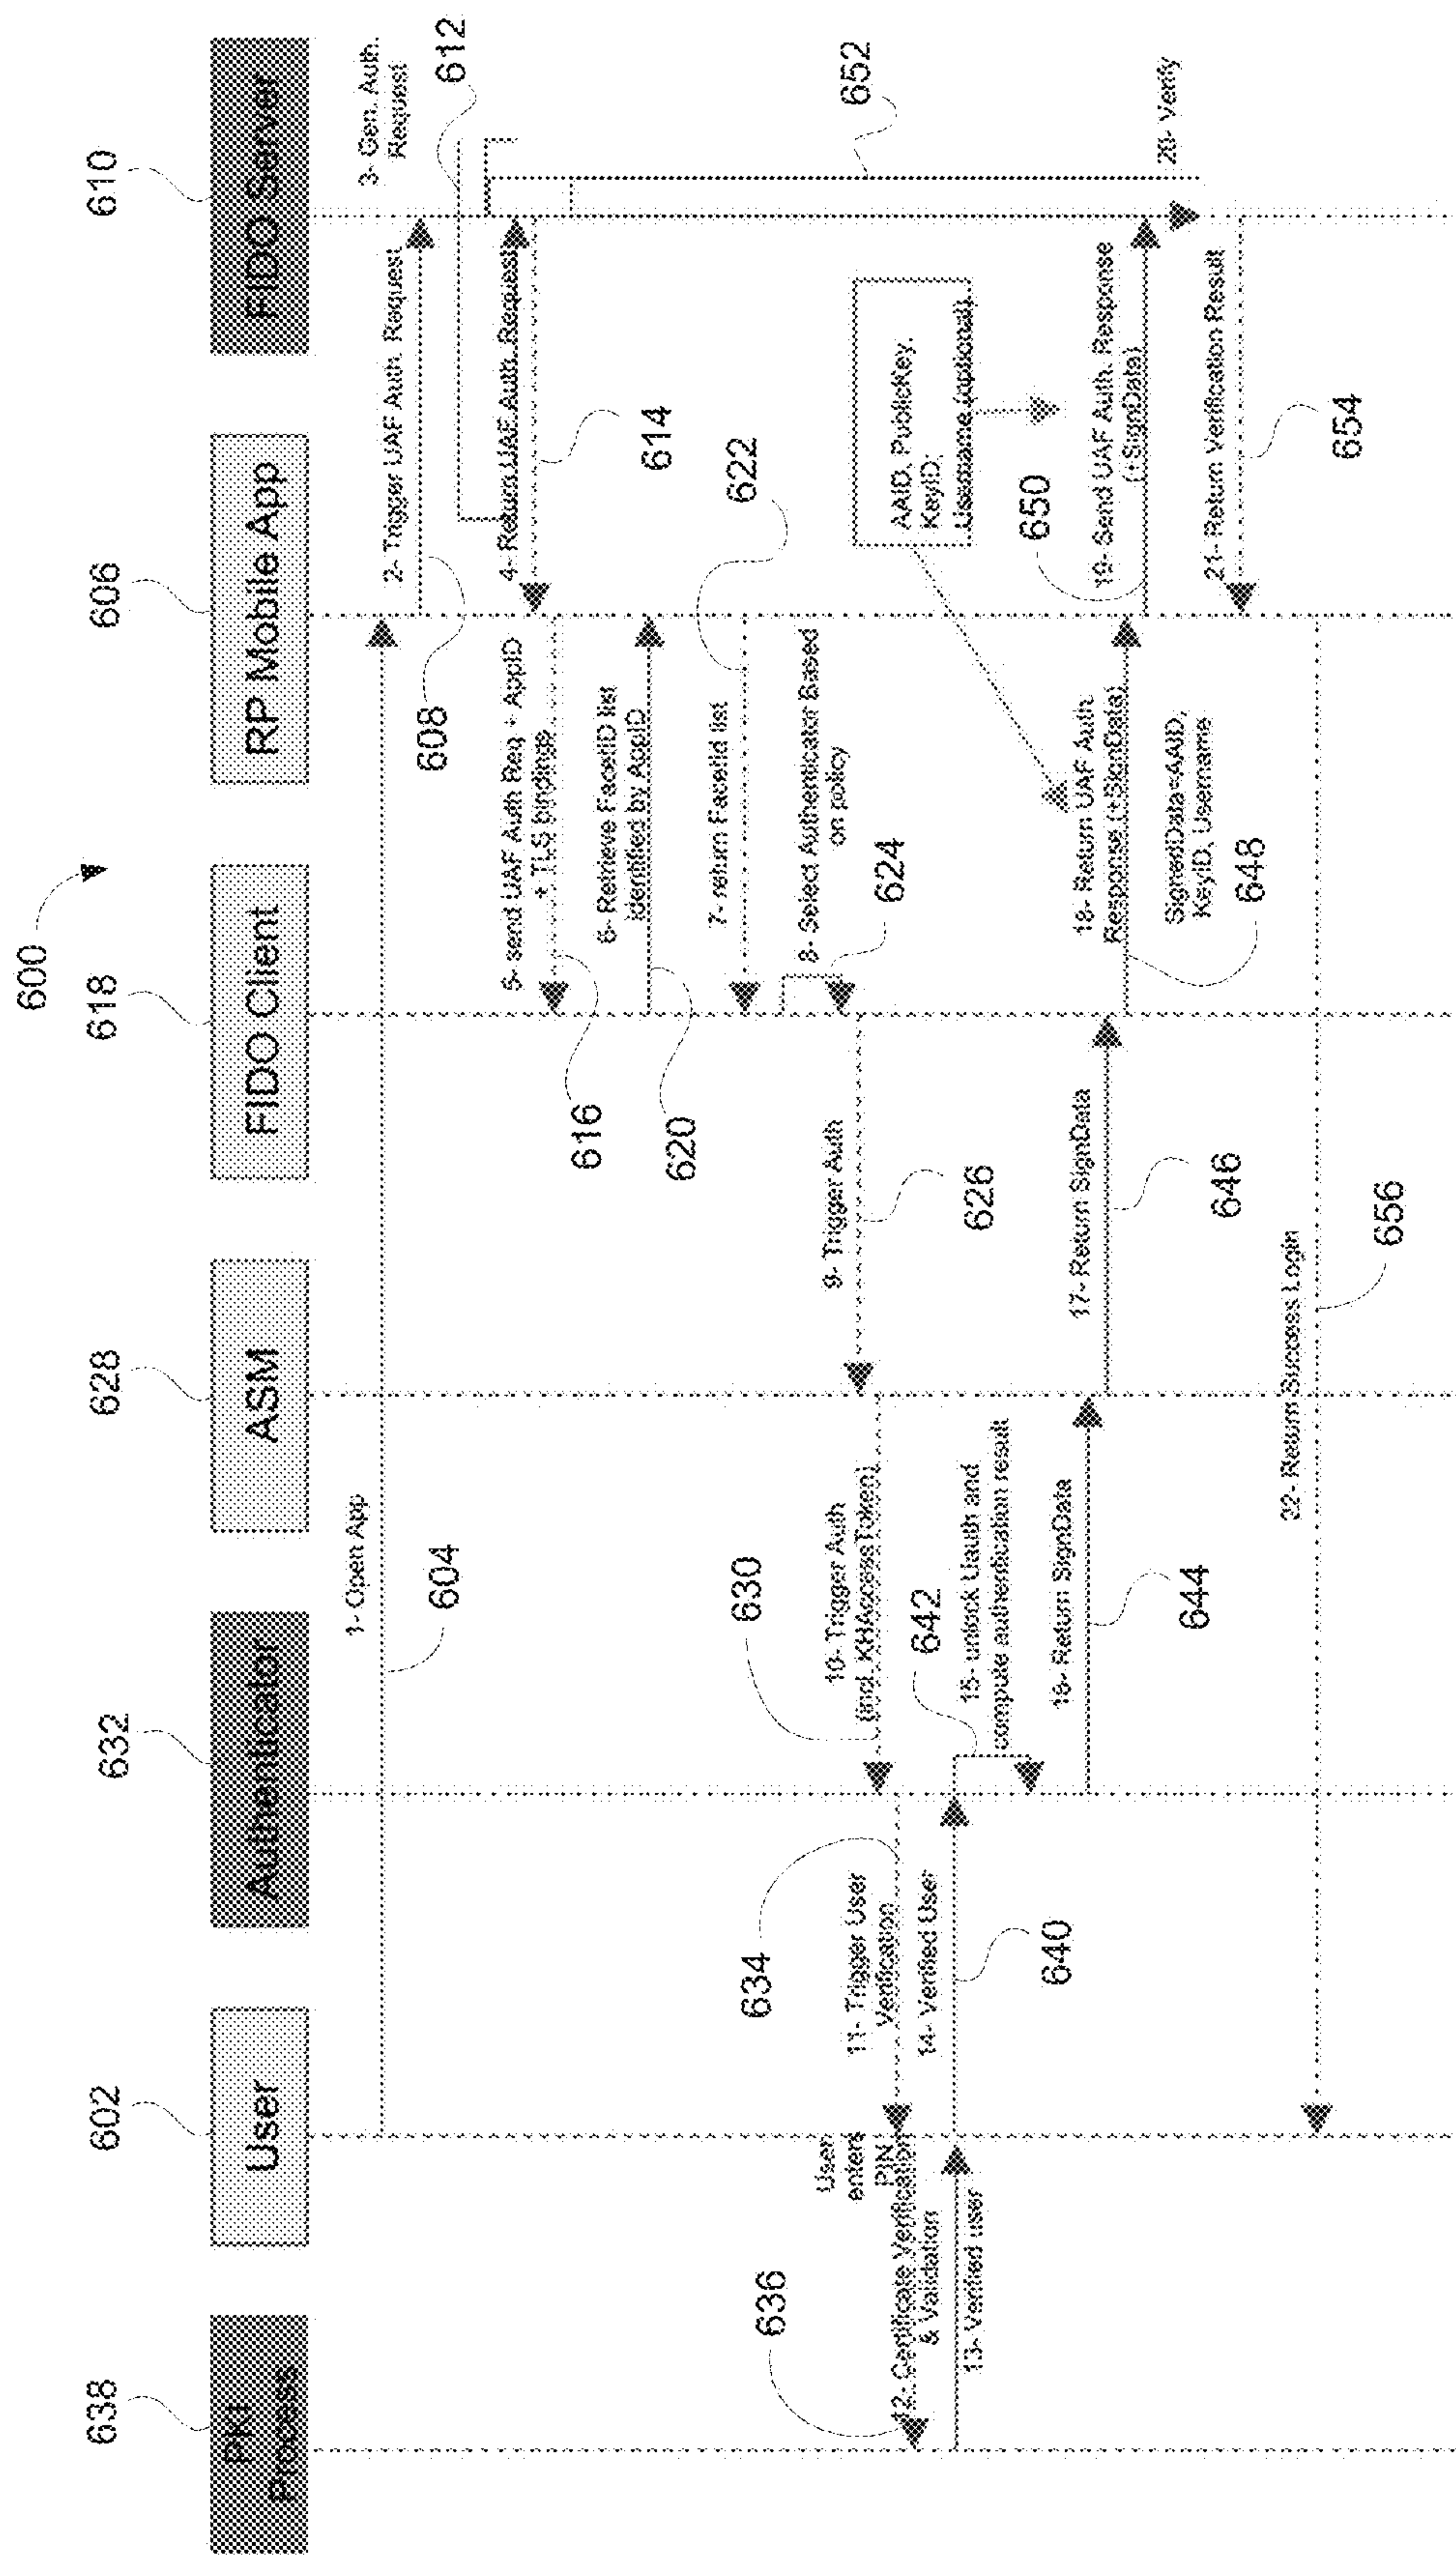 600
638
602
632
628
618
606
610
PKI
Process
User
Authenticator
ASM
FIDO Client
RP Mobile App
FIDO Server
1- Open App
604
2- Trigger UAF Auth. Request
608
3- Gen. Auth.
Request
612
4- Return UAF Auth. Request
614
5- send UAF Auth Req + AppID
+ TLS bindings
616
6- Retrieve FacetID list
identified by AppID
620
7- return FacetId list
622
8- Select Authenticator Based
on policy
624
9- Trigger Auth
626
10- Trigger Auth
(incl. KHAccessToken)
630
11- Trigger User
Verification
634
User
enters
PIN
12- Certificate Verification
& Validation
636
13- Verified user
14- Verified User
640
15- unlock Uauth and
compute authentication result
642
16- Return SignData
644
17- Return SignData
646
18- Return UAF Auth.
Response (+SignData)
SignedData=AAID,
KeyID, Username
648
AAID, PublicKey,
KeyID,
Username (optional)
19- Send UAF Auth. Response
(+SignData)
650
20- Verify
652
21- Return Verification Result
654
22- Return Success Login
656